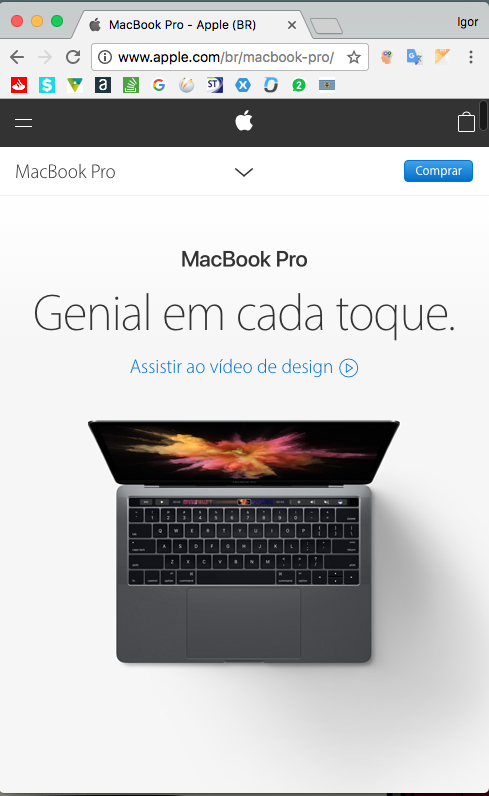 MacBook Pro - Apple (BR)
Igor
www.apple.com/br/macbook-pro/
MacBook Pro
Comprar
MacBook Pro
Genial em cada toque.
Assistir ao vídeo de design